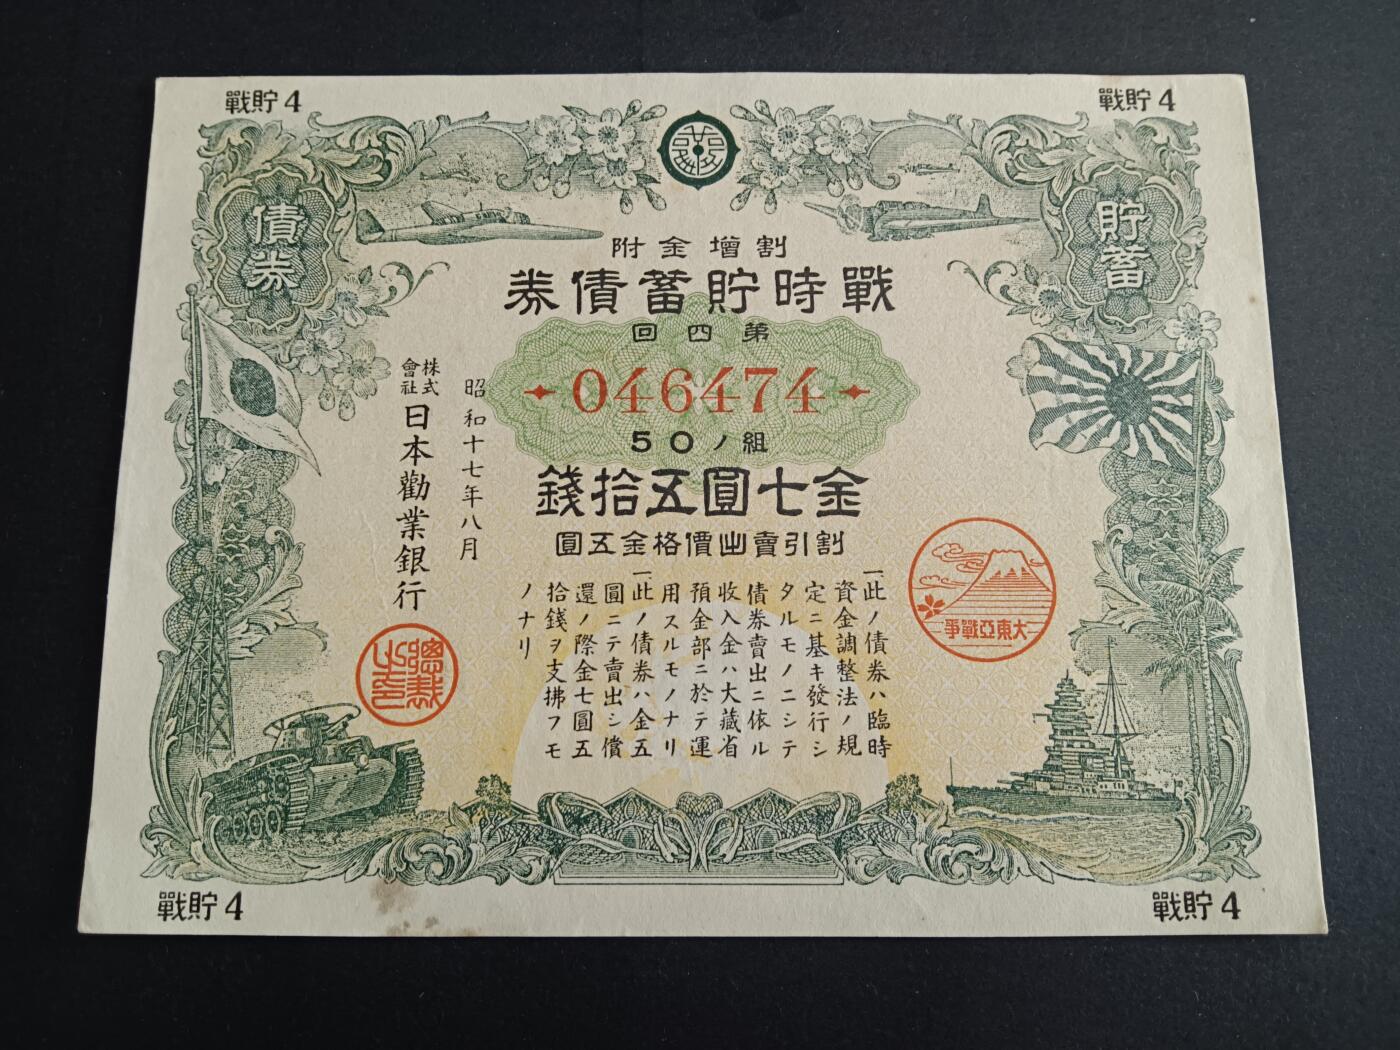 戰貯4
戰貯4
債券
貯蓄
割增金附
戰時貯蓄債券
第四回
046474
組ノ50
金七圓五拾錢
割引賣出價格金五圓
一此ノ債券ハ臨時
資金調整法ノ規
定ニ基キ發行シ
タルモノニシテ
債券賣出ニ依ル
收入金ハ大藏省
預金部ニ於テ運
用スルモノナリ
一此ノ債券ハ金五
圓ニテ賣出シ償
還ノ際金七圓五
拾錢ヲ支拂フモ
ノナリ
昭和十七年八月
株式會社日本勸業銀行
總裁之印
大東亞戰爭
戰貯4
戰貯4